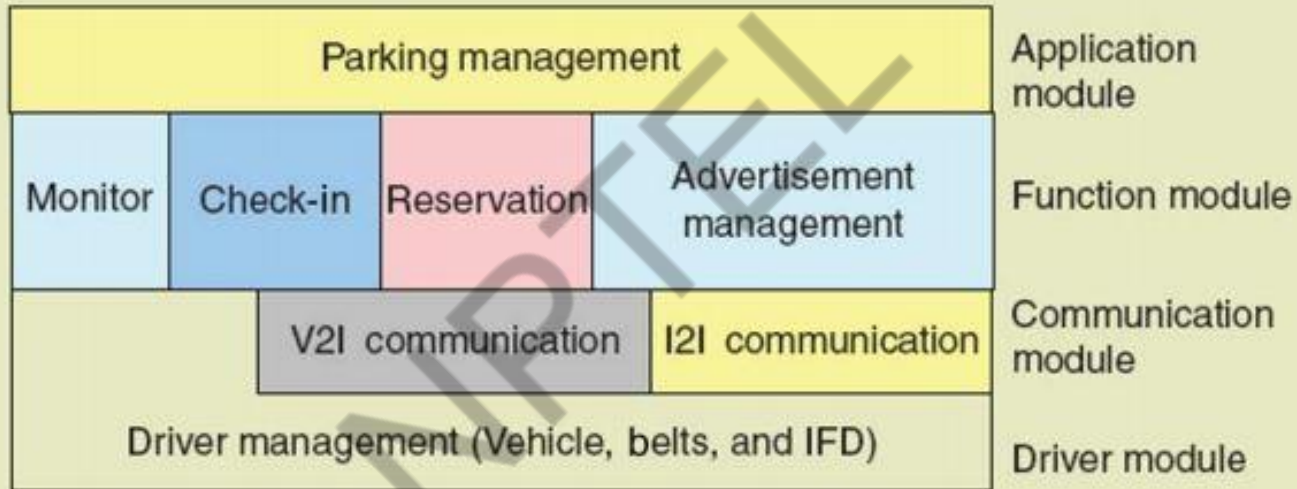 Parking management
Application
module
Monitor
Check-in
Reservation
Advertisement
management
Function module
V2I communication
I2I communication
Communication
module
Driver management (Vehicle, belts, and IFD)
Driver module
NPTEL